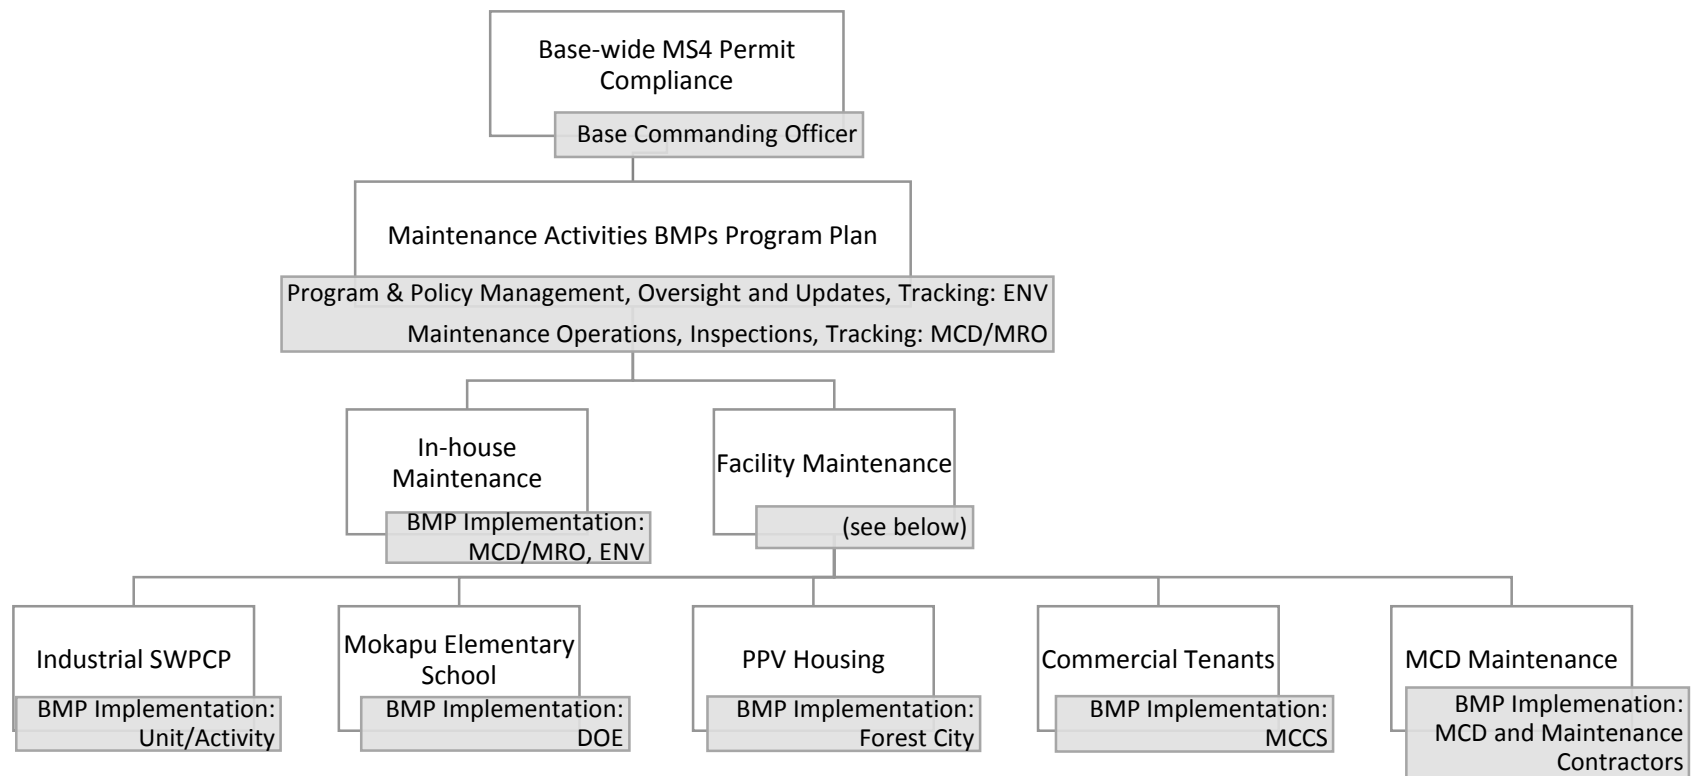 Base-wide MS4 Permit
Compliance
Base Commanding Officer
Maintenance Activities BMPs Program Plan
Program & Policy Management, Oversight and Updates, Tracking: ENV
Maintenance Operations, Inspections, Tracking: MCD/MRO
In-house
Maintenance
BMP Implementation:
MCD/MRO, ENV
Facility Maintenance
(see below)
Industrial SWPCP
BMP Implementation:
Unit/Activity
Mokapu Elementary
School
BMP Implementation:
DOE
PPV Housing
BMP Implementation:
Forest City
Commercial Tenants
BMP Implementation:
MCCS
MCD Maintenance
BMP Implemenation:
MCD and Maintenance
Contractors